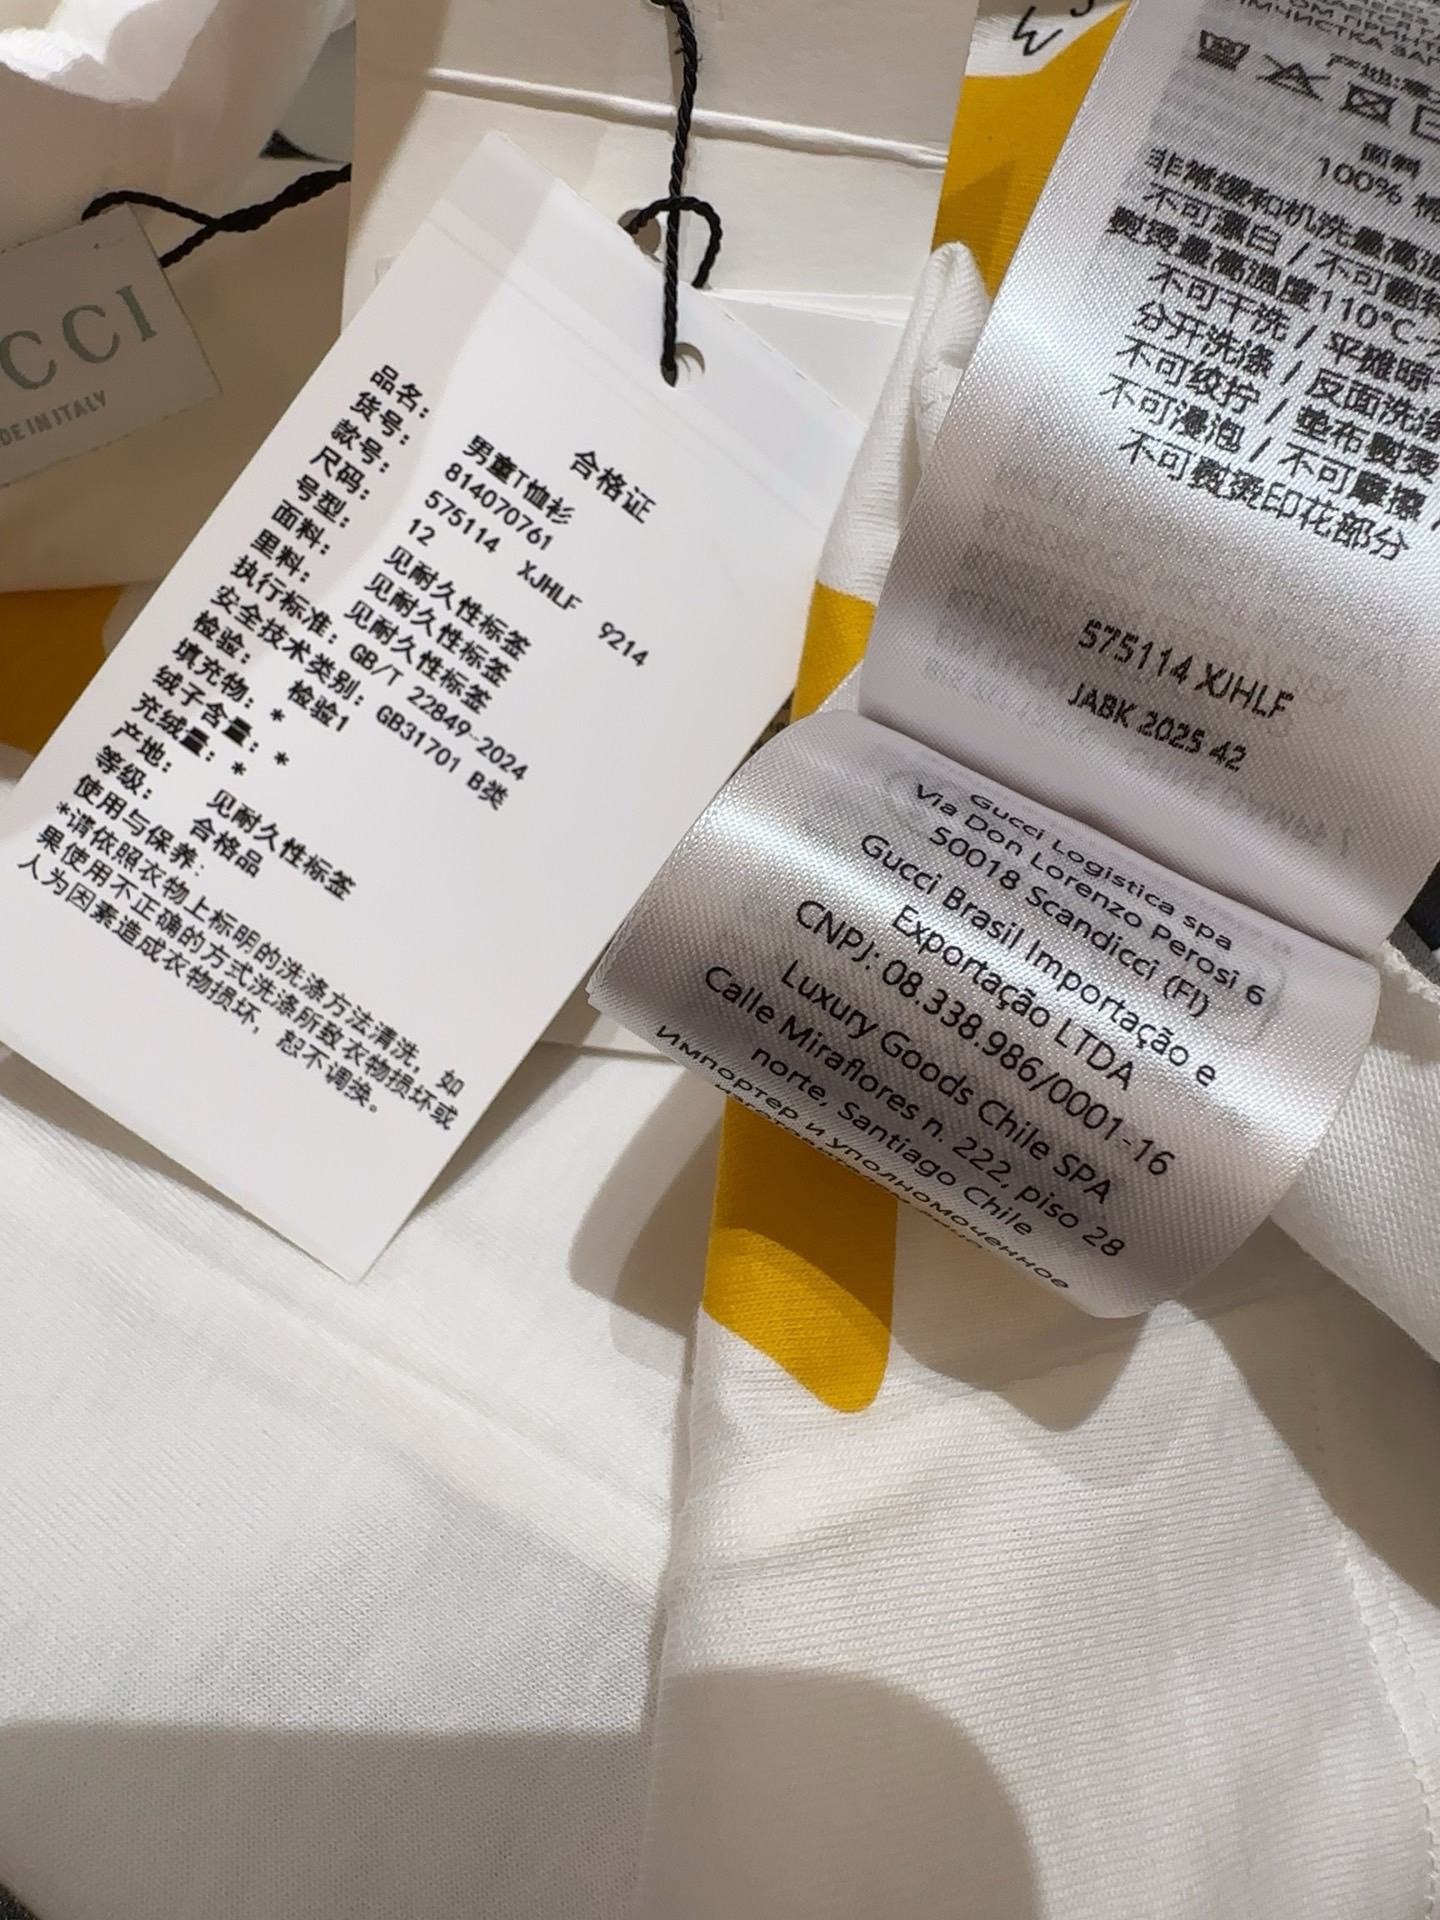 CCI
DE IN ITALY
合格证
品名: 男童T恤衫
货号: 81407076​1
款号: 575114 XJHLF 9214
尺码: 12
号型: 见耐久性标签
面料: 见耐久性标签
里料: 见耐久性标签
执行标准: GB/T 22849-2024
安全技术类别: GB31701 B类
检验: 检验1
填充物: *
绒子含量: *
充绒量: *
产地: 见耐久性标签
等级: 合格品
使用与保养:
*请依照衣物上标明的洗涤方法清洗, 如
果使用不正确的方式洗涤所致衣物损坏或
人为因素造成衣物损坏, 恕不调换。
产地:
面料
100% 棉
非常缓和机洗最高温
不可漂白 / 不可翻转
熨烫最高温度110°C
不可干洗 / 平摊晾
分开洗涤 / 反面洗涤
不可绞拧 / 垫布熨烫
不可浸泡 / 不可摩擦 /
不可熨烫印花部分
575114 XJHLF
JABK 2025 42
Gucci Logistica spa
Via Don Lorenzo Perosi 6
50018 Scandicci (FI)
Gucci Brasil Importação e
Exportação LTDA
CNPJ: 08.338.986/0001-16
Luxury Goods Chile SPA
Calle Miraflores n. 222, piso 28
norte, Santiago Chile
Импортер и уполномоченное